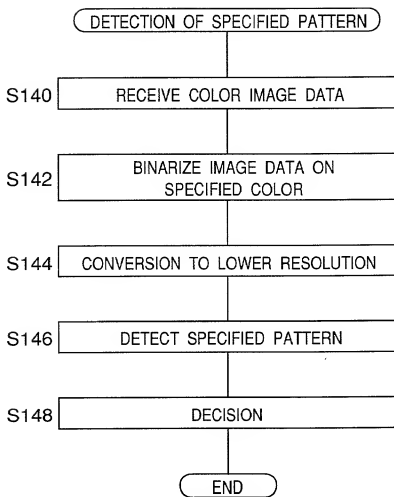 DETECTION OF SPECIFIED PATTERN
S140 RECEIVE COLOR IMAGE DATA
S142 BINARIZE IMAGE DATA ON
SPECIFIED COLOR
S144 CONVERSION TO LOWER RESOLUTION
S146 DETECT SPECIFIED PATTERN
S148 DECISION
END